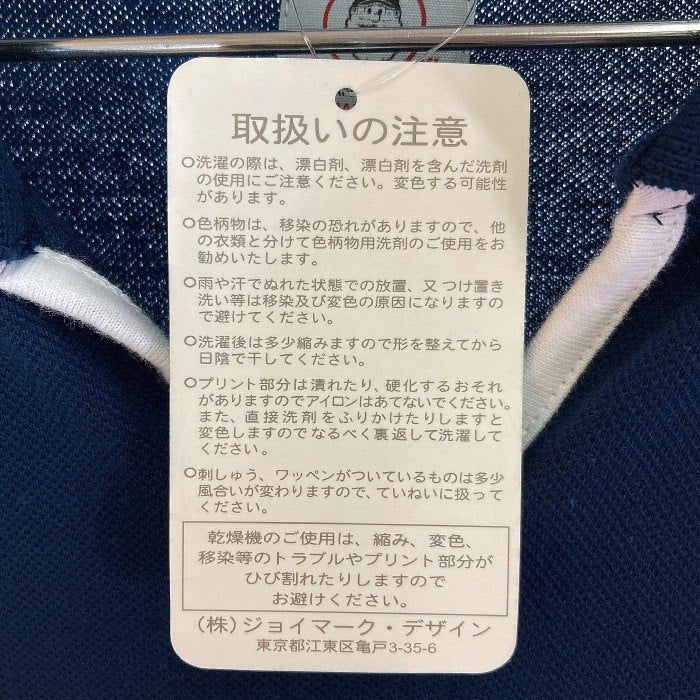 取扱いの注意
○洗濯の際は、漂白剤、漂白剤を含んだ洗剤
の使用にご注意ください。変色する可能性
があります。
○色柄物は、移染の恐れがありますので、他
の衣類と分けて色柄物用洗剤のご使用をお
勧めいたします。
○雨や汗でぬれた状態での放置、又つけ置き
洗い等は移染及び変色の原因になりますの
で避けてください。
○洗濯後は多少縮みますので形を整えてから
日陰で干してください。
○プリント部分は潰れたり、硬化するおそれ
がありますのでアイロンはあてないでください。
また、直接洗剤をふりかけたりしますと
変色しますのでなるべく裏返して洗濯して
ください。
○刺しゅう、ワッペンがついているものは多少
風合いが変わりますので、ていねいに扱って
ください。
乾燥機のご使用は、縮み、変色、
移染等のトラブルやプリント部分が
ひび割れたりしますので
お避けください。
(株)ジョイマーク・デザイン
東京都江東区亀戸3-35-6